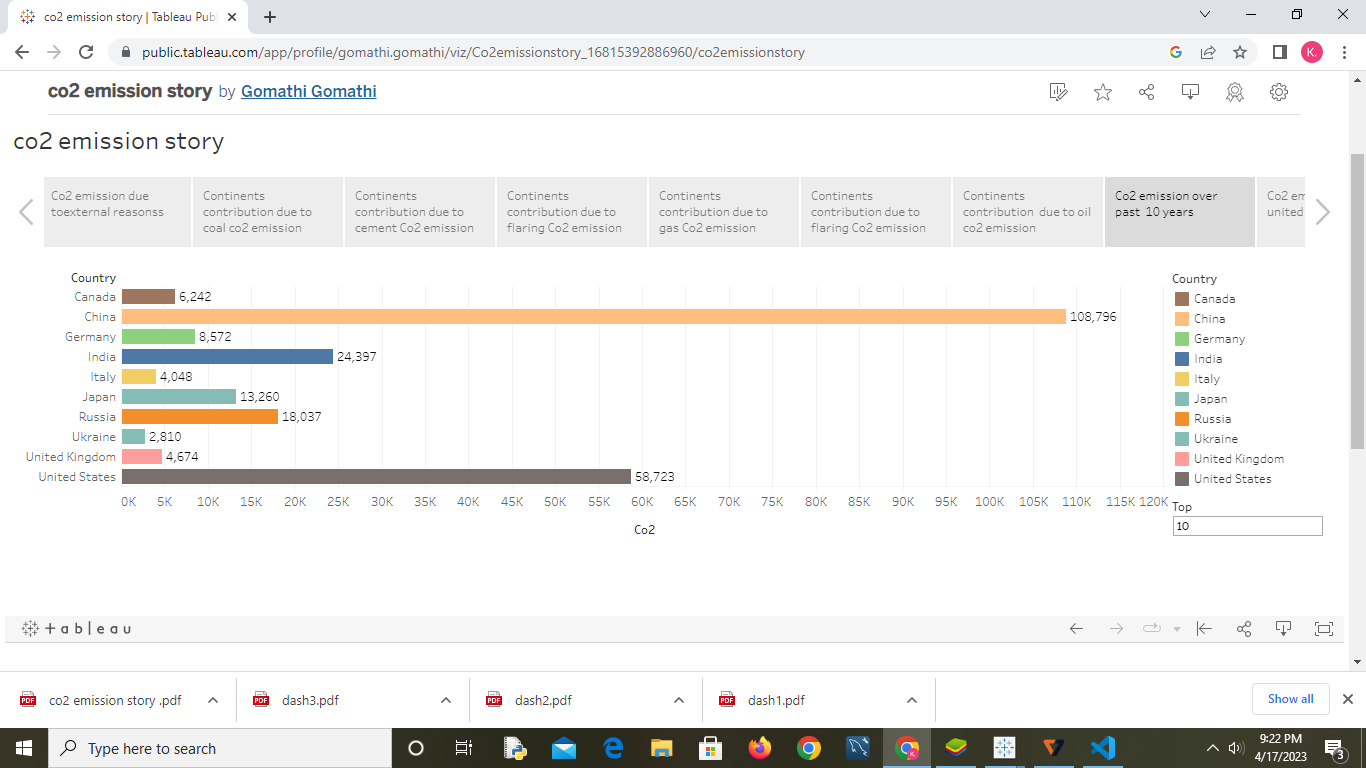 co2 emission story | Tableau Publ
public.tableau.com/app/profile/gomathi.gomathi/viz/Co2emissionstory_16815392886960/co2emissionstory
K.
co2 emission story by Gomathi Gomathi
co2 emission story
Co2 emission due
toexternal reasonss
Continents
contribution due to
coal co2 emission
Continents
contribution due to
cement Co2 emission
Continents
contribution due to
flaring Co2 emission
Continents
contribution due to
gas Co2 emission
Continents
contribution due to
flaring Co2 emission
Continents
contribution due to oil
co2 emission
Co2 emission over
past 10 years
Co2 em
united
Country
Canada 6,242
China 108,796
Germany 8,572
India 24,397
Italy 4,048
Japan 13,260
Russia 18,037
Ukraine 2,810
United Kingdom 4,674
United States 58,723
0K 5K 10K 15K 20K 25K 30K 35K 40K 45K 50K 55K 60K 65K 70K 75K 80K 85K 90K 95K 100K 105K 110K 115K 120K
Co2
Country
Canada
China
Germany
India
Italy
Japan
Russia
Ukraine
United Kingdom
United States
Top
10
+ a b l e a u
co2 emission story .pdf
dash3.pdf
dash2.pdf
dash1.pdf
Show all
Type here to search
9:22 PM
4/17/2023
3